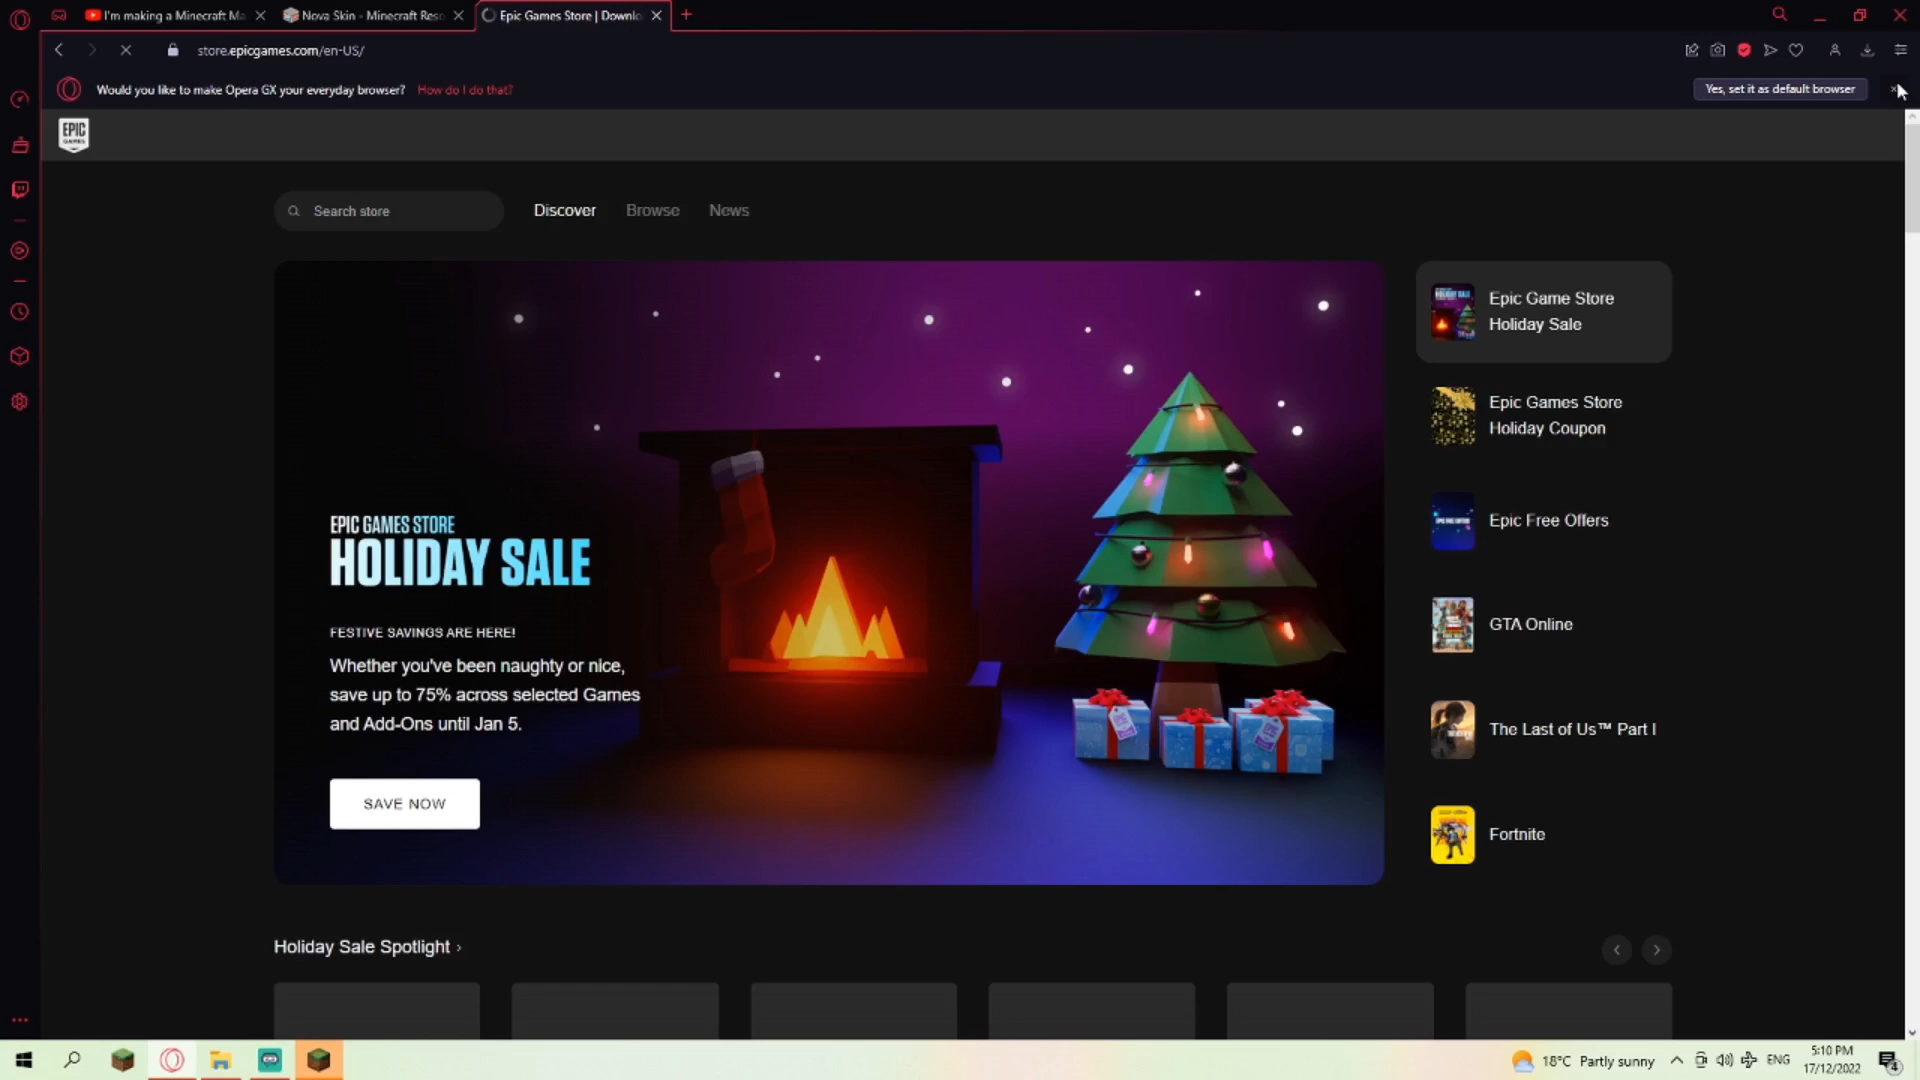 I'm making a Minecraft Ma
Nova Skin - Minecraft Reso
Epic Games Store | Downlo
store.epicgames.com/en-US/
Would you like to make Opera GX your everyday browser? How do I do that?
Yes, set it as default browser
EPIC
GAMES
Search store
Discover
Browse
News
EPIC GAMES STORE
HOLIDAY SALE
FESTIVE SAVINGS ARE HERE!
Whether you've been naughty or nice,
save up to 75% across selected Games
and Add-Ons until Jan 5.
SAVE NOW
Epic Game Store
Holiday Sale
Epic Games Store
Holiday Coupon
Epic Free Offers
GTA Online
The Last of Us™ Part I
Fortnite
Holiday Sale Spotlight
18°C Partly sunny
ENG
5:10 PM
17/12/2022
4